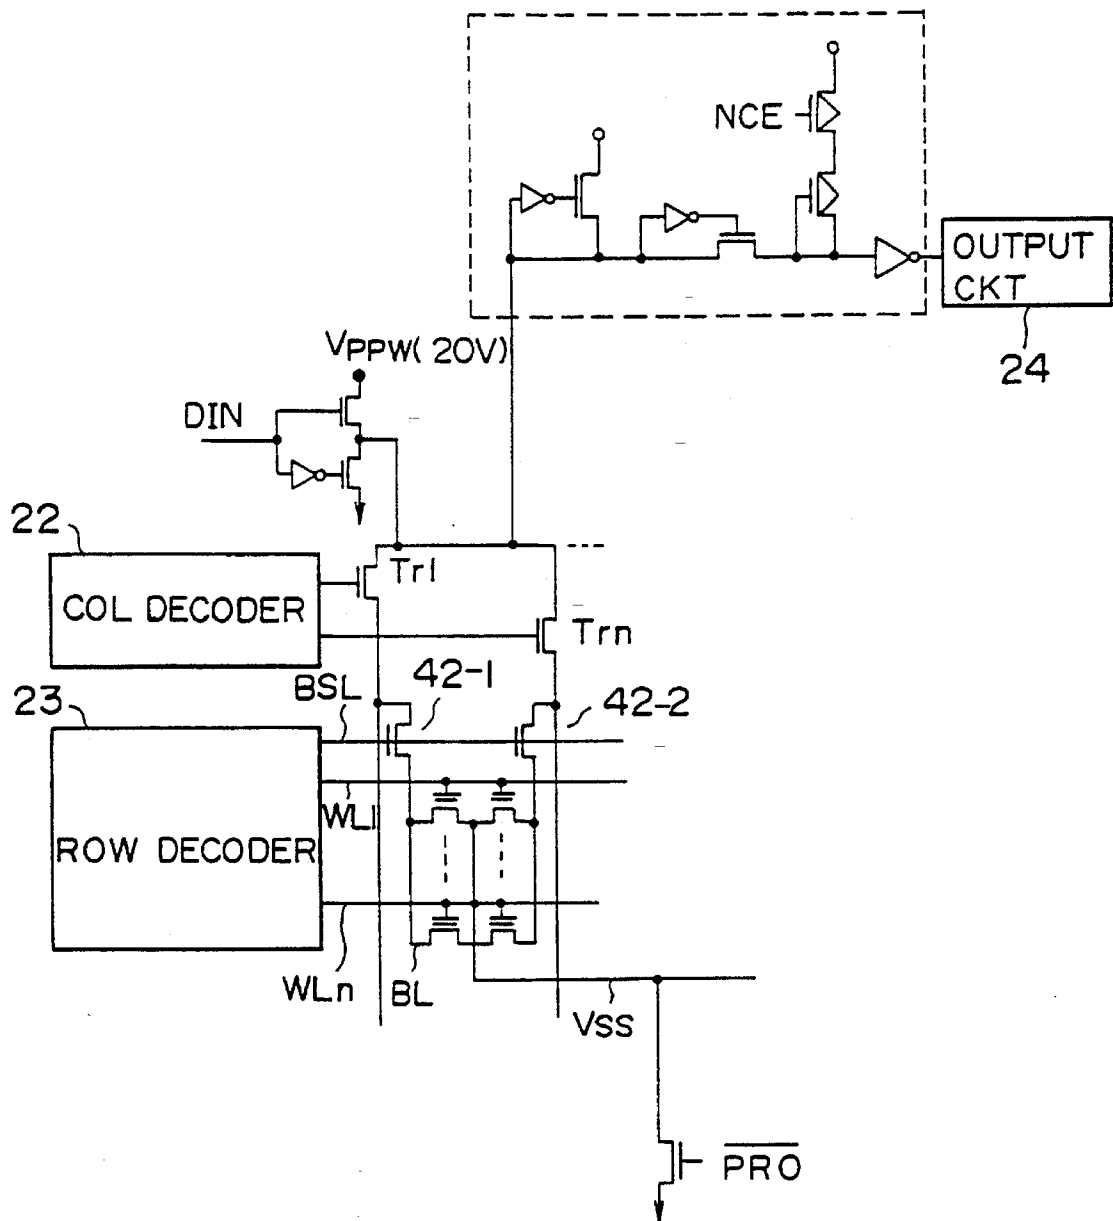 NCE
OUTPUT
CKT
24
VPPW(20V)
DIN
22
COL DECODER
Tr1
Trn
BSL
42-1
42-2
23
ROW DECODER
WL1
WLn
BL
VSS
PRO